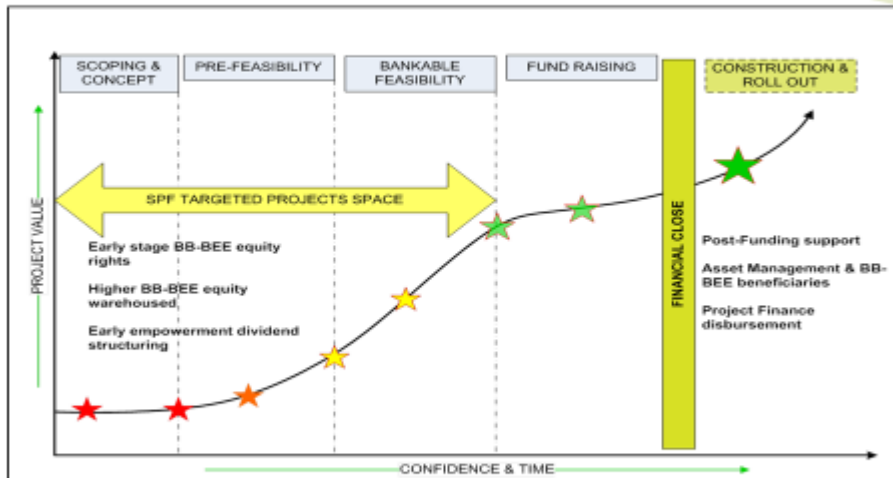 SCOPING &
CONCEPT
PRE-FEASIBILITY
BANKABLE
FEASIBILITY
FUND RAISING
CONSTRUCTION &
ROLL OUT
SPF TARGETED PROJECTS SPACE
PROJECT VALUE
Early stage BB-BEE equity
rights
Higher BB-BEE equity
warehoused
Early empowerment dividend
structuring
FINANCIAL CLOSE
Post-Funding support
Asset Management & BB-
BEE beneficiaries
Project Finance
disbursement
CONFIDENCE & TIME